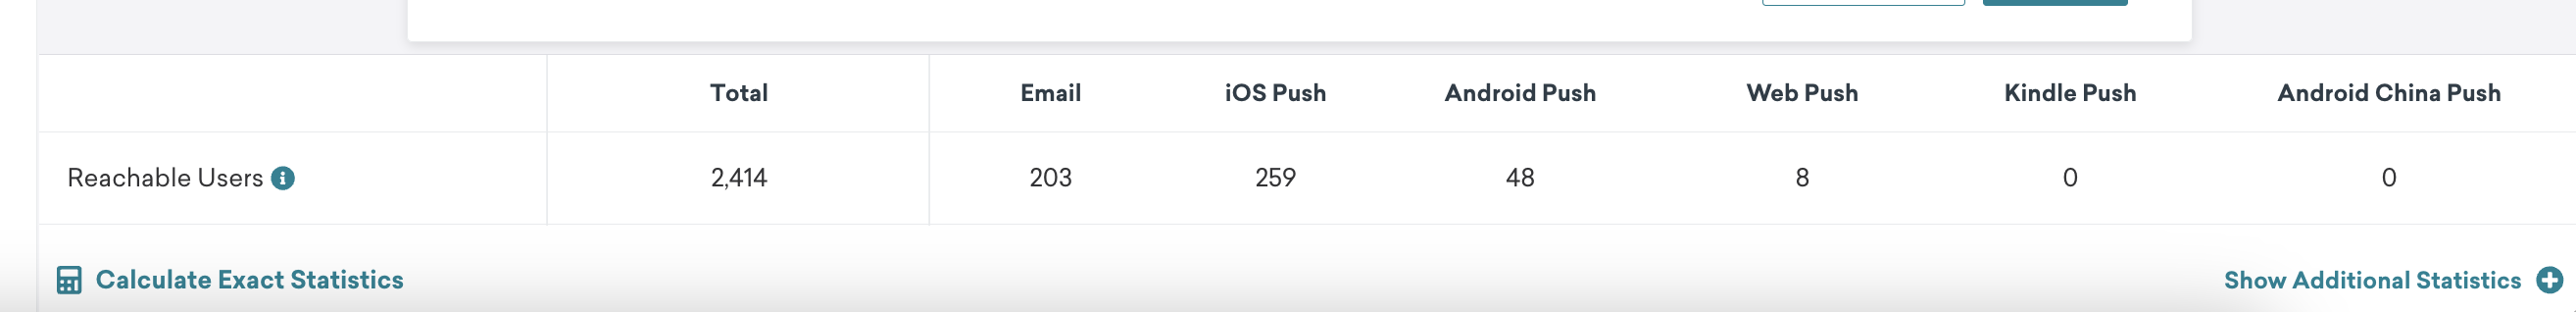 Total Email iOS Push Android Push Web Push Kindle Push Android China Push
Reachable Users 2,414 203 259 48 8 0 0
Calculate Exact Statistics Show Additional Statistics